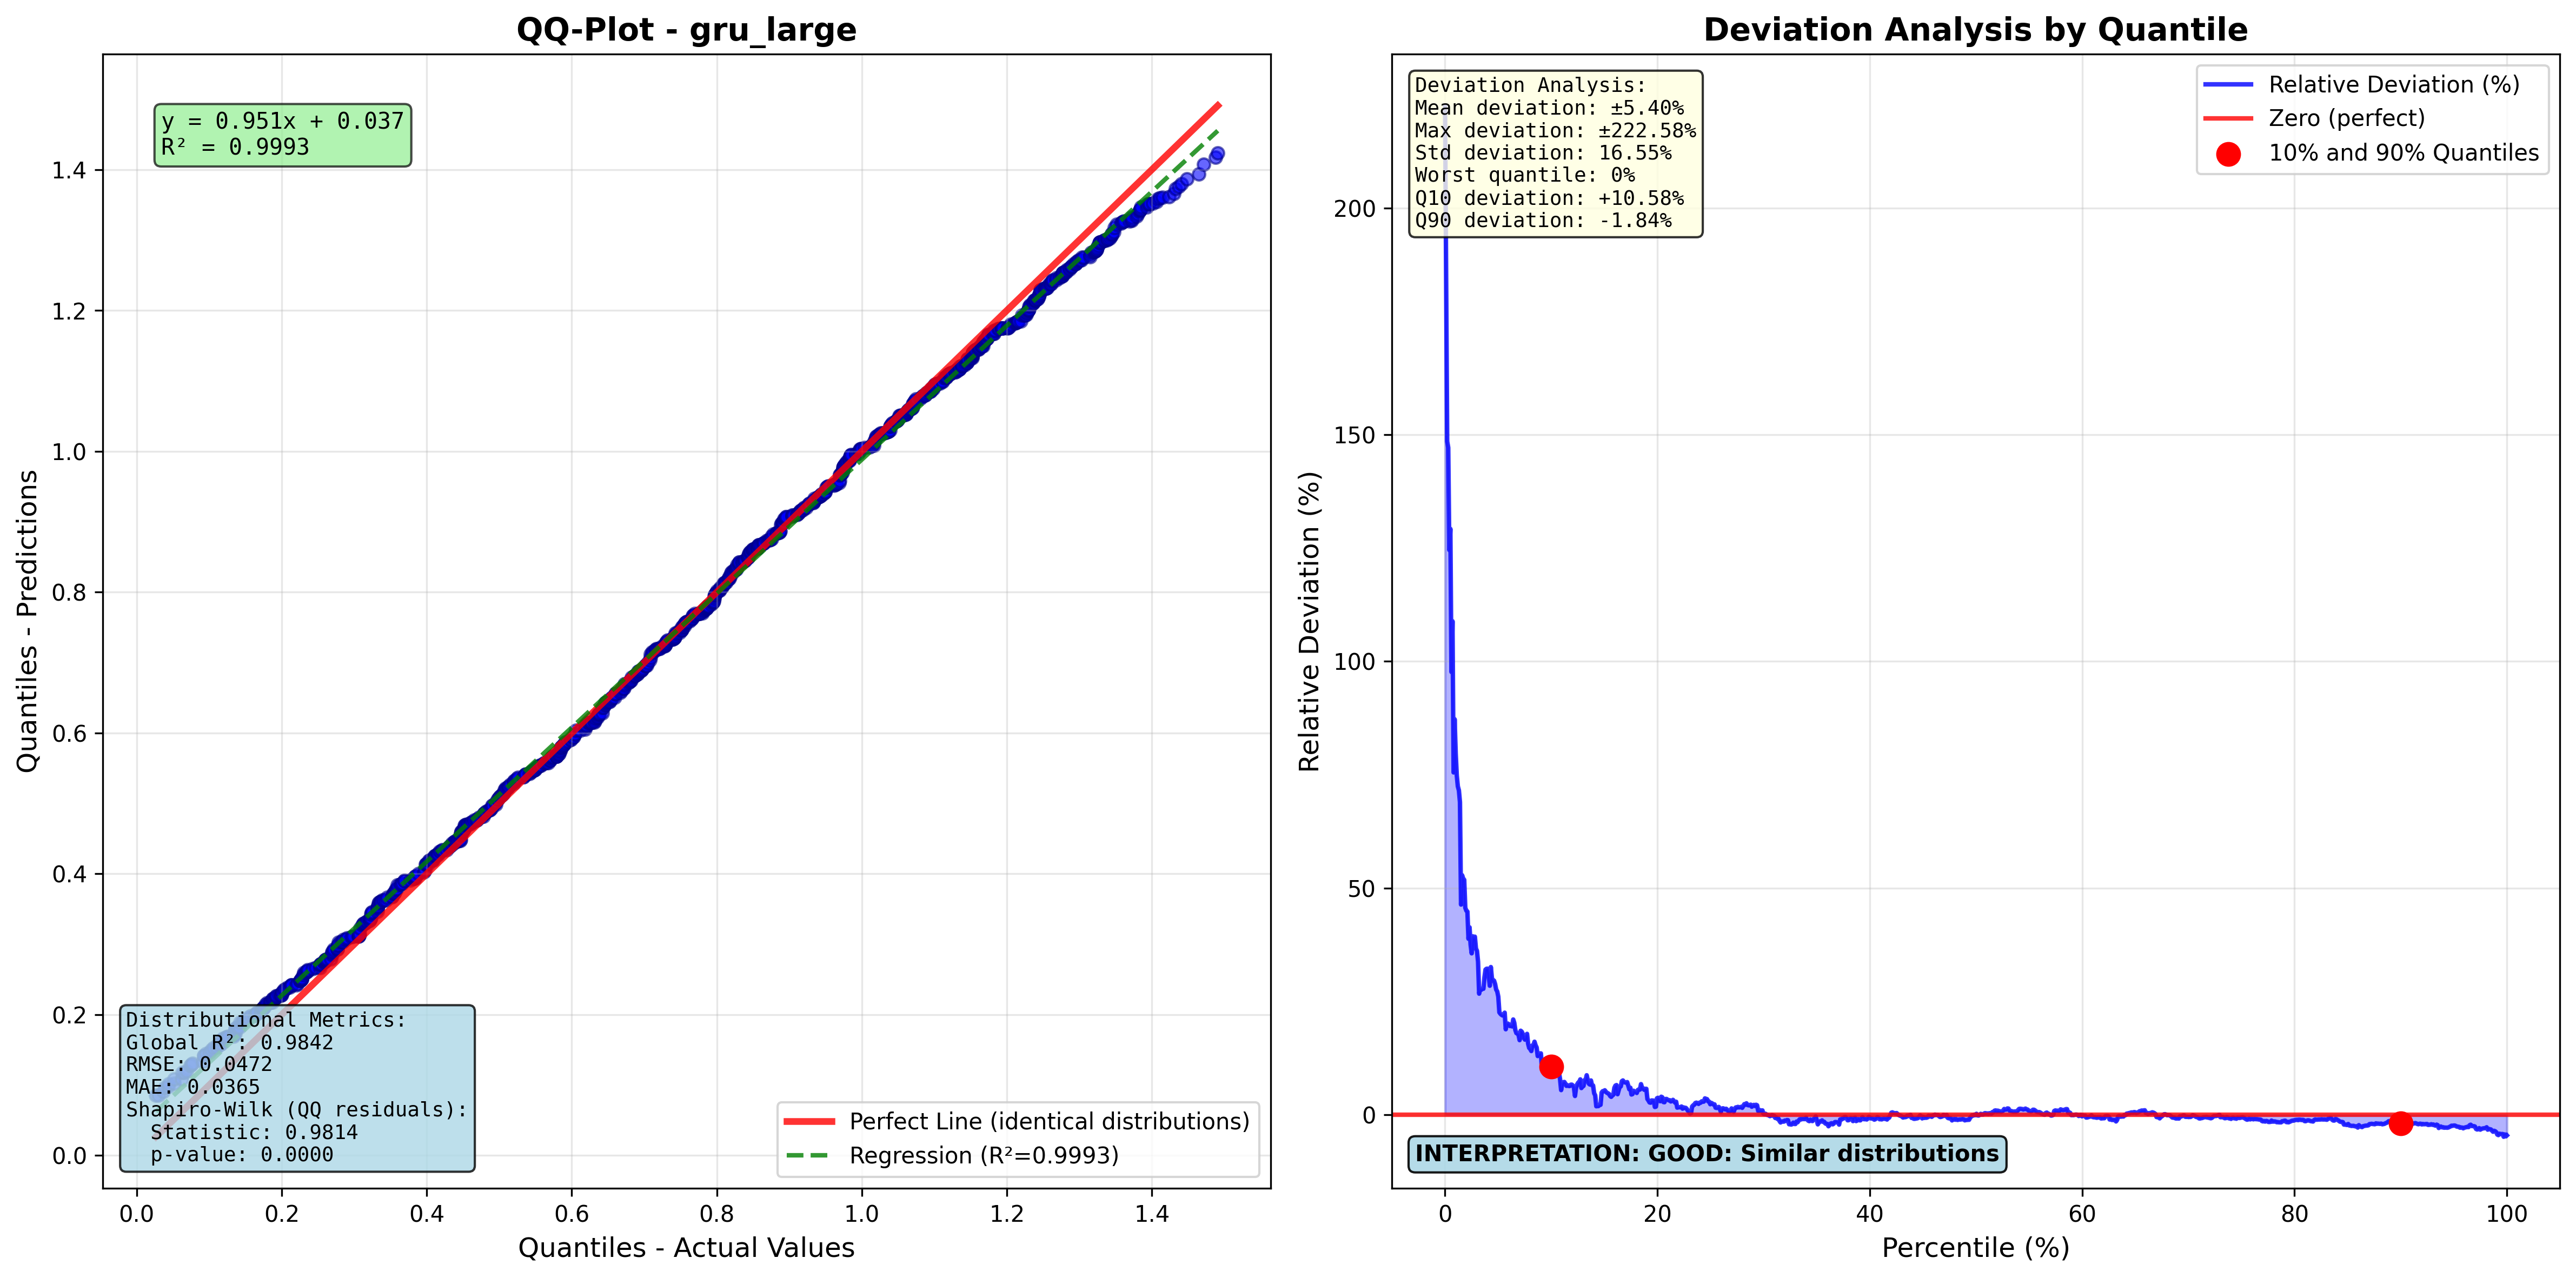 QQ-Plot - gru_large
y = 0.951x + 0.037
R² = 0.9993
Quantiles - Predictions
1.4
1.2
1.0
0.8
0.6
0.4
0.2
0.0
Distributional Metrics:
Global R²: 0.9842
RMSE: 0.0472
MAE: 0.0365
Shapiro-Wilk (QQ residuals):
Statistic: 0.9814
p-value: 0.0000
Perfect Line (identical distributions)
Regression (R²=0.9993)
0.0 0.2 0.4 0.6 0.8 1.0 1.2 1.4
Quantiles - Actual Values
Deviation Analysis by Quantile
Deviation Analysis:
Mean deviation: ±5.40%
Max deviation: ±222.58%
Std deviation: 16.55%
Worst quantile: 0%
Q10 deviation: +10.58%
Q90 deviation: -1.84%
Relative Deviation (%)
Zero (perfect)
10% and 90% Quantiles
Relative Deviation (%)
200
150
100
50
0
INTERPRETATION: GOOD: Similar distributions
0 20 40 60 80 100
Percentile (%)